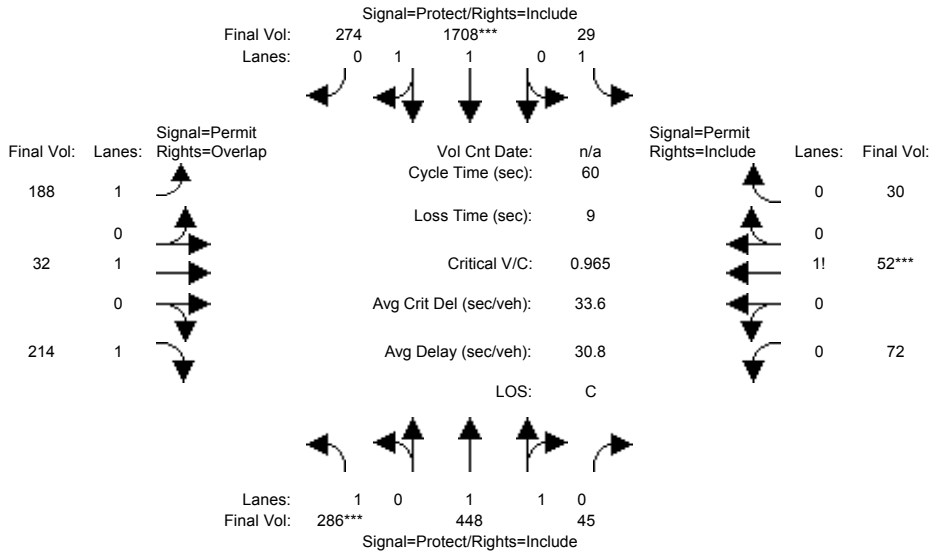 Signal=Protect/Rights=Include
Final Vol: 274 1708*** 29
Lanes: 0 1 1 0 1
Signal=Permit Signal=Permit
Final Vol: Lanes: Rights=Overlap Vol Cnt Date: n/a Rights=Include Lanes: Final Vol:
Cycle Time (sec): 60
188 1 0 30
Loss Time (sec): 9
0 0
32 1 Critical V/C: 0.965 1! 52***
0 Avg Crit Del (sec/veh): 33.6 0
214 1 Avg Delay (sec/veh): 30.8 0 72
LOS: C
Lanes: 1 0 1 1 0
Final Vol: 286*** 448 45
Signal=Protect/Rights=Include